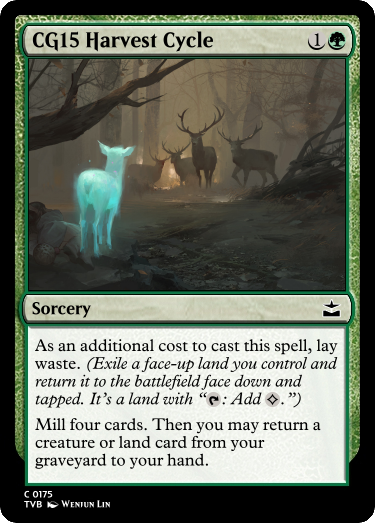 CG15 Harvest Cycle 1
Sorcery
As an additional cost to cast this spell, lay
waste. (Exile a face-up land you control and
return it to the battlefield face down and
tapped. It's a land with “: Add .”)
Mill four cards. Then you may return a
creature or land card from your
graveyard to your hand.
C 0175
TVB Wenjun Lin